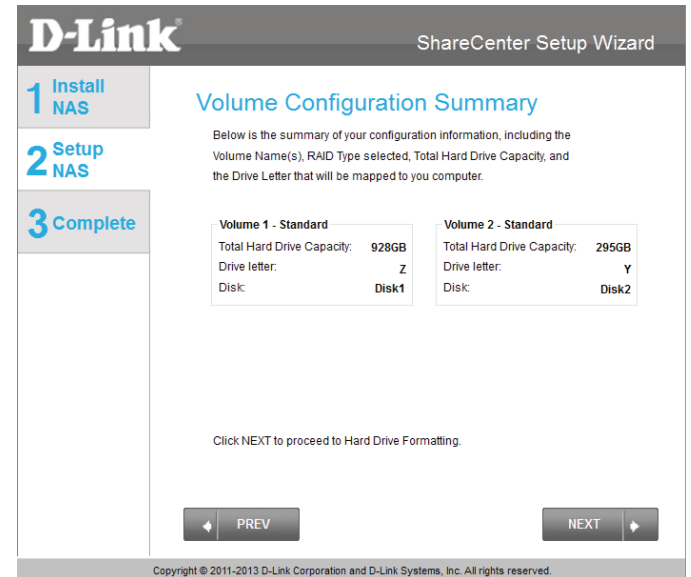 D-Link®
ShareCenter Setup Wizard
1 Install
NAS
2 Setup
NAS
3 Complete
Volume Configuration Summary
Below is the summary of your configuration information, including the
Volume Name(s), RAID Type selected, Total Hard Drive Capacity, and
the Drive Letter that will be mapped to you computer.
Volume 1 - Standard
Total Hard Drive Capacity: 928GB
Drive letter: Z
Disk: Disk1
Volume 2 - Standard
Total Hard Drive Capacity: 295GB
Drive letter: Y
Disk: Disk2
Click NEXT to proceed to Hard Drive Formatting.
PREV
NEXT
Copyright © 2011-2013 D-Link Corporation and D-Link Systems, Inc. All rights reserved.